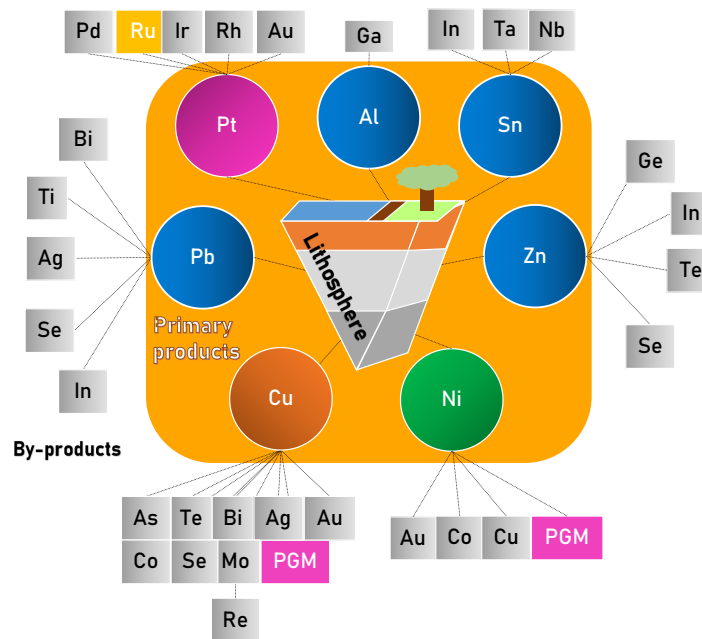 Pd Ru Ir Rh Au
Ga
In Ta Nb
Pt
Al
Sn
Bi
Ti
Ag
Se
In
Pb
Zn
Ge
In
Te
Se
Lithosphere
Primary
products
Cu
Ni
By-products
As Te Bi Ag Au
Co Se Mo PGM
Re
Au Co Cu PGM